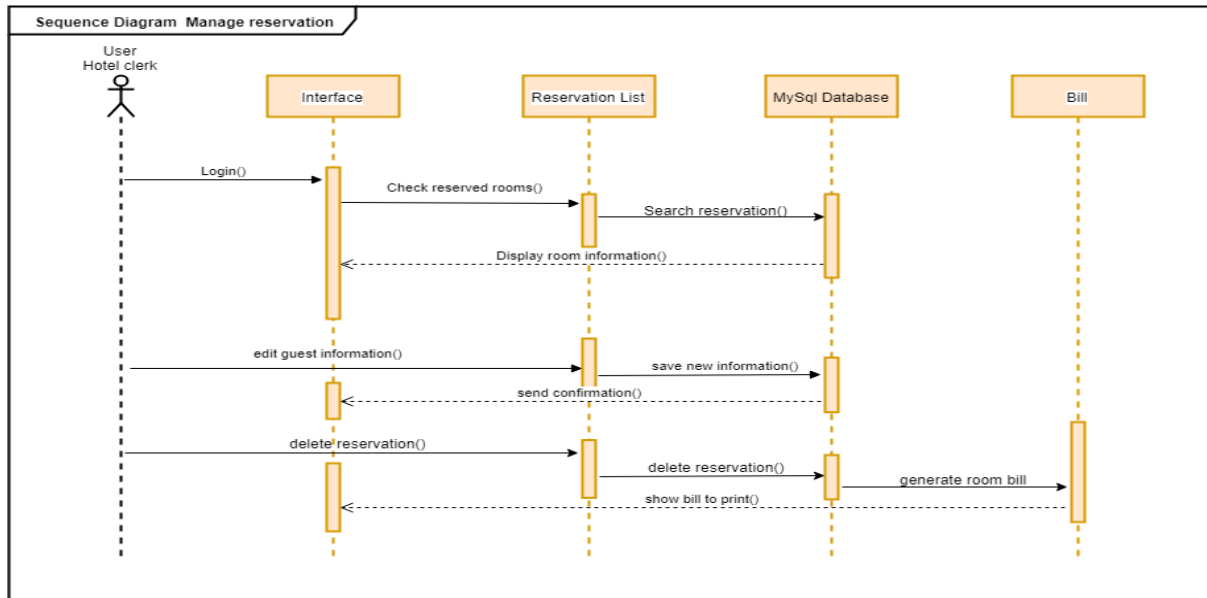 Sequence Diagram  Manage reservation
User
Hotel clerk
Interface
Reservation List
MySql Database
Bill
Login()
Check reserved rooms()
Search reservation()
Display room information()
edit guest information()
save new information()
send confirmation()
delete reservation()
delete reservation()
generate room bill
show bill to print()